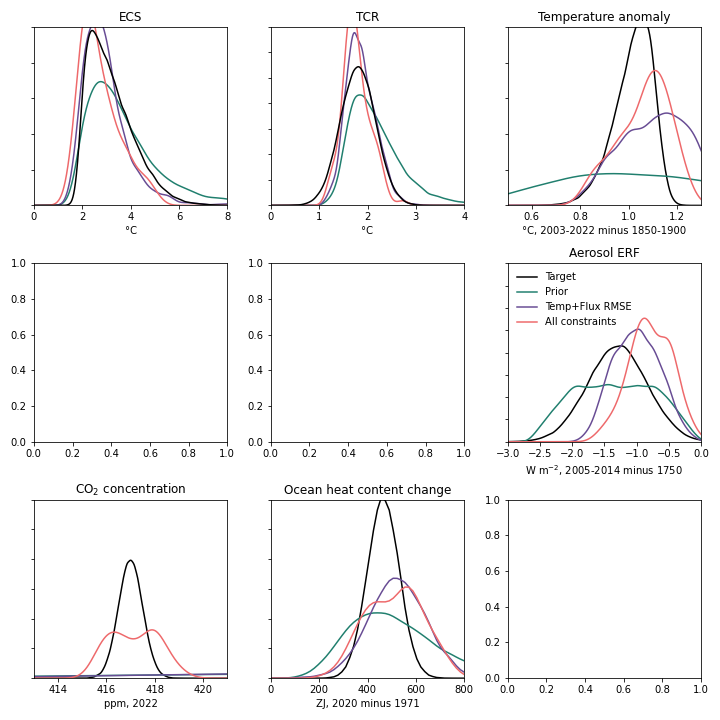 ECS
TCR
Temperature anomaly
0 2 4 6 8
0 1 2 3 4
0.6 0.8 1.0 1.2
°C
°C
°C, 2003-2022 minus 1850-1900
Aerosol ERF
1.0
0.8
0.6
0.4
0.2
0.0
0.0 0.2 0.4 0.6 0.8 1.0
1.0
0.8
0.6
0.4
0.2
0.0
0.0 0.2 0.4 0.6 0.8 1.0
Target
Prior
Temp+Flux RMSE
All constraints
−3.0 −2.5 −2.0 −1.5 −1.0 −0.5 0.0
W m−2, 2005-2014 minus 1750
CO2 concentration
Ocean heat content change
414 416 418 420
ppm, 2022
0 200 400 600 800
ZJ, 2020 minus 1971
1.0
0.8
0.6
0.4
0.2
0.0
0.0 0.2 0.4 0.6 0.8 1.0